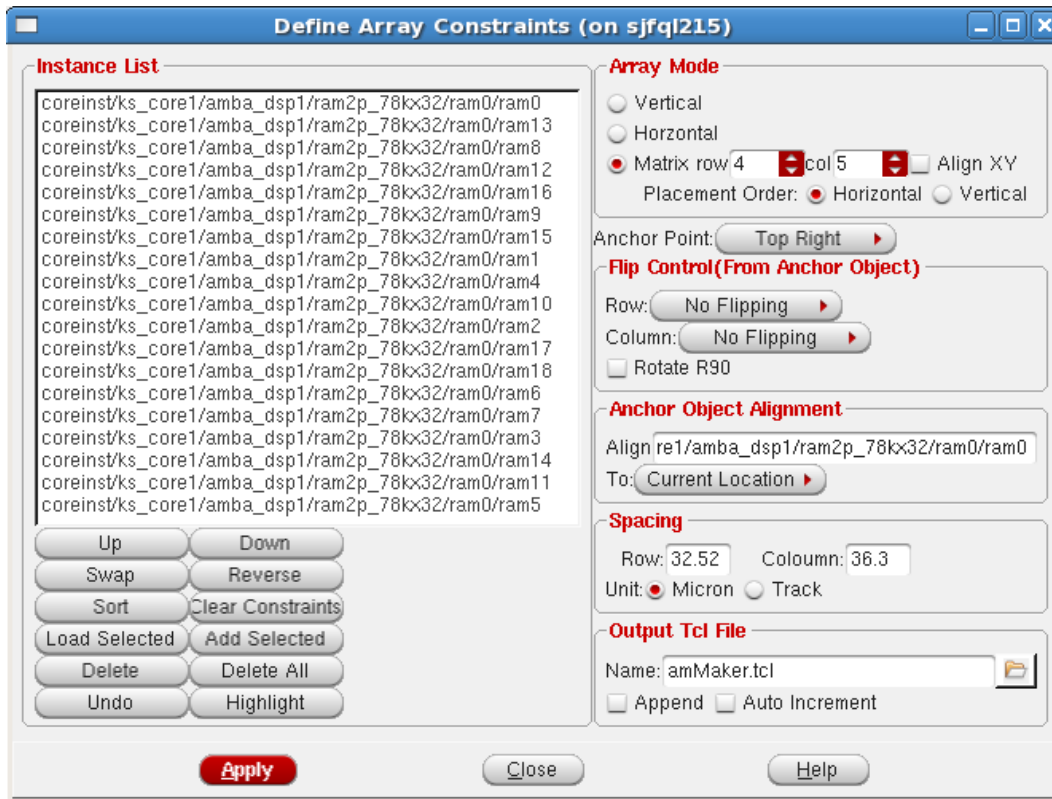 Define Array Constraints (on sjfql215)
Instance List
coreinst/ks_core1/amba_dsp1/ram2p_78kx32/ram0/ram0
coreinst/ks_core1/amba_dsp1/ram2p_78kx32/ram0/ram13
coreinst/ks_core1/amba_dsp1/ram2p_78kx32/ram0/ram8
coreinst/ks_core1/amba_dsp1/ram2p_78kx32/ram0/ram12
coreinst/ks_core1/amba_dsp1/ram2p_78kx32/ram0/ram16
coreinst/ks_core1/amba_dsp1/ram2p_78kx32/ram0/ram9
coreinst/ks_core1/amba_dsp1/ram2p_78kx32/ram0/ram15
coreinst/ks_core1/amba_dsp1/ram2p_78kx32/ram0/ram1
coreinst/ks_core1/amba_dsp1/ram2p_78kx32/ram0/ram4
coreinst/ks_core1/amba_dsp1/ram2p_78kx32/ram0/ram10
coreinst/ks_core1/amba_dsp1/ram2p_78kx32/ram0/ram2
coreinst/ks_core1/amba_dsp1/ram2p_78kx32/ram0/ram17
coreinst/ks_core1/amba_dsp1/ram2p_78kx32/ram0/ram18
coreinst/ks_core1/amba_dsp1/ram2p_78kx32/ram0/ram6
coreinst/ks_core1/amba_dsp1/ram2p_78kx32/ram0/ram7
coreinst/ks_core1/amba_dsp1/ram2p_78kx32/ram0/ram3
coreinst/ks_core1/amba_dsp1/ram2p_78kx32/ram0/ram14
coreinst/ks_core1/amba_dsp1/ram2p_78kx32/ram0/ram11
coreinst/ks_core1/amba_dsp1/ram2p_78kx32/ram0/ram5
Up Down
Swap Reverse
Sort Clear Constraints
Load Selected Add Selected
Delete Delete All
Undo Highlight
Array Mode
Vertical
Horzontal
Matrix row 4 col 5 Align XY
Placement Order: Horizontal Vertical
Anchor Point: Top Right
Flip Control(From Anchor Object)
Row: No Flipping
Column: No Flipping
Rotate R90
Anchor Object Alignment
Align re1/amba_dsp1/ram2p_78kx32/ram0/ram0
To: Current Location
Spacing
Row: 32.52 Coloumn: 36.3
Unit: Micron Track
Output Tcl File
Name: amMaker.tcl
Append Auto Increment
Apply Close Help